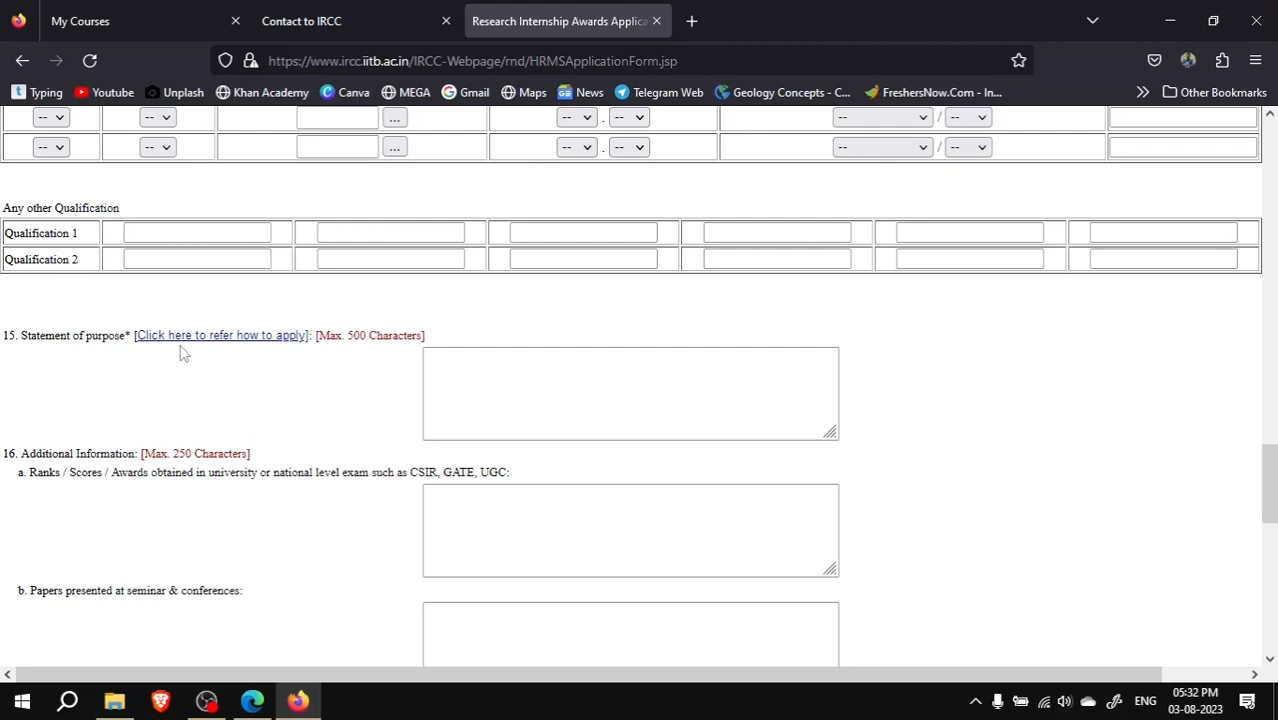 My Courses
Contact to IRCC
Research Internship Awards Applica
https://www.ircc.iitb.ac.in/IRCC-Webpage/rnd/HRMSApplicationForm.jsp
Typing
Youtube
Unplash
Khan Academy
Canva
MEGA
Gmail
Maps
News
Telegram Web
Geology Concepts - C...
FreshersNow.Com - In...
Other Bookmarks
-- -- ... -- . -- -- / --
-- -- ... -- . -- -- / --
Any other Qualification
Qualification 1
Qualification 2
15. Statement of purpose* [Click here to refer how to apply]: [Max. 500 Characters]
16. Additional Information: [Max. 250 Characters]
a. Ranks / Scores / Awards obtained in university or national level exam such as CSIR, GATE, UGC:
b. Papers presented at seminar & conferences:
ENG
05:32 PM
03-08-2023